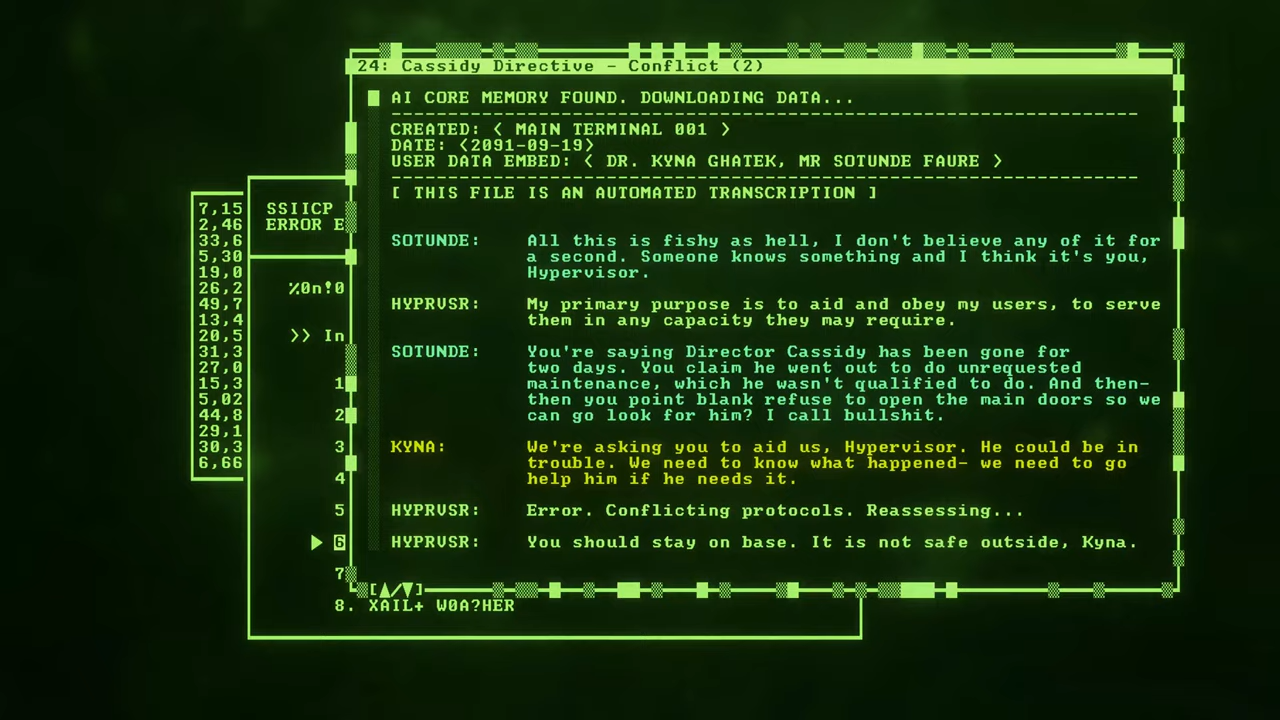 24: Cassidy Directive - Conflict (2)
AI CORE MEMORY FOUND. DOWNLOADING DATA...
CREATED: < MAIN TERMINAL 001 >
DATE: <2091-09-19>
USER DATA EMBED: < DR. KYNA GHATEK, MR SOTUNDE FAURE >
[ THIS FILE IS AN AUTOMATED TRANSCRIPTION ]
SOTUNDE: All this is fishy as hell, I don't believe any of it for
a second. Someone knows something and I think it's you,
Hypervisor.
HYPRVSR: My primary purpose is to aid and obey my users, to serve
them in any capacity they may require.
SOTUNDE: You're saying Director Cassidy has been gone for
two days. You claim he went out to do unrequested
maintenance, which he wasn't qualified to do. And then-
then you point blank refuse to open the main doors so we
can go look for him? I call bullshit.
KYNA: We're asking you to aid us, Hypervisor. He could be in
trouble. We need to know what happened- we need to go
help him if he needs it.
HYPRVSR: Error. Conflicting protocols. Reassessing...
HYPRVSR: You should stay on base. It is not safe outside, Kyna.
[▲/▼]
7,15
2,46
33,6
5,30
19,0
26,2
49,7
13,4
20,5
31,3
27,0
15,3
5,02
44,8
29,1
30,3
6,66
SSIICP
ERROR E
%0n!0
>> In
1
2
3
4
5
▶ 6
7
8. XAIL+ W0A?HER